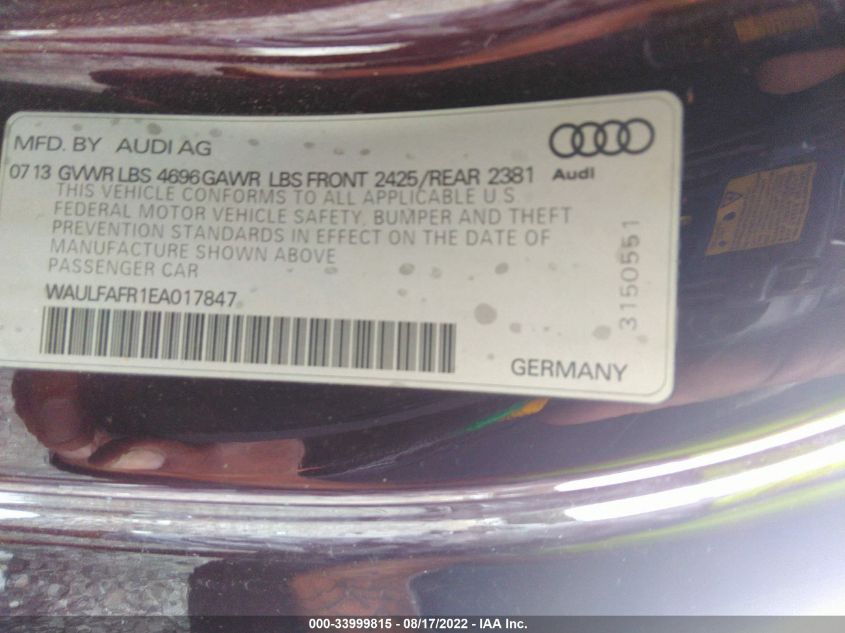 MFD. BY AUDI AG
Audi
07 13 GVWR LBS 4696 GAWR LBS FRONT 2425/REAR 2381
THIS VEHICLE CONFORMS TO ALL APPLICABLE U.S
FEDERAL MOTOR VEHICLE SAFETY, BUMPER AND THEFT
PREVENTION STANDARDS IN EFFECT ON THE DATE OF
MANUFACTURE SHOWN ABOVE
PASSENGER CAR
WAULFAFR1EA017847
3150551
GERMANY
000-33999815 - 08/17/2022 - IAA Inc.